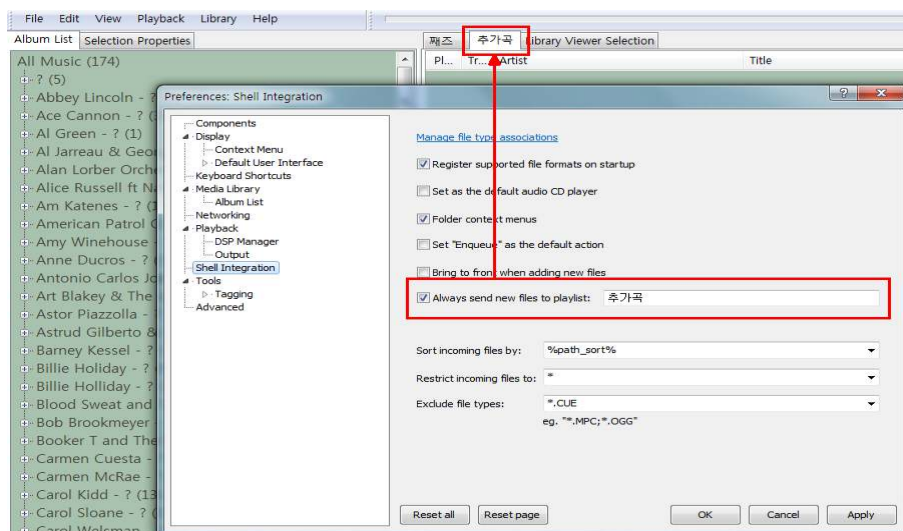 File Edit View Playback Library Help
Album List Selection Properties
째즈 추가곡 Library Viewer Selection
Pl... Tr... Artist Title
All Music (174)
? (5)
Abbey Lincoln - ?
Ace Cannon - ? (
Al Green - ? (1)
Al Jarreau & Geo
Alan Lorber Orche
Alice Russell ft Na
Am Katenes - ? (1
American Patrol
Amy Winehouse -
Anne Ducros - ?
Antonio Carlos Jo
Art Blakey & The
Astor Piazzolla -
Astrud Gilberto &
Barney Kessel - ?
Billie Holiday - ?
Billie Holliday - ?
Blood Sweat and
Bob Brookmeyer
Booker T and The
Carmen Cuesta -
Carmen McRae -
Carol Kidd - ? (13
Carol Sloane - ? (
Carol Welsman
Preferences: Shell Integration
Components
Display
Context Menu
Default User Interface
Keyboard Shortcuts
Media Library
Album List
Networking
Playback
DSP Manager
Output
Shell Integration
Tools
Tagging
Advanced
Manage file type associations
Register supported file formats on startup
Set as the default audio CD player
Folder context menus
Set "Enqueue" as the default action
Bring to front when adding new files
Always send new files to playlist: 추가곡
Sort incoming files by: %path_sort%
Restrict incoming files to: *
Exclude file types: *.CUE
eg. "*.MPC;*.OGG"
Reset all Reset page OK Cancel Apply